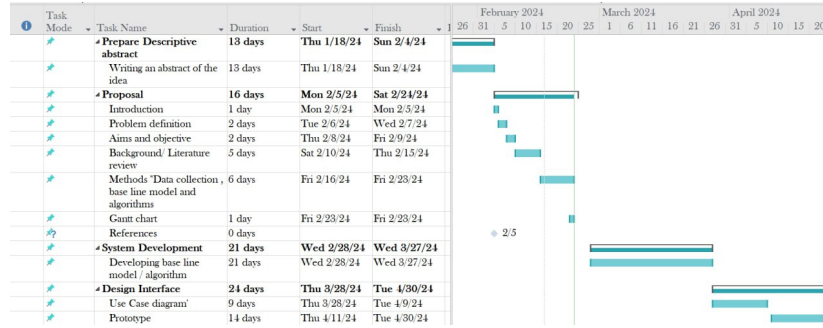 February 2024 March 2024 April 2024
Task Mode Task Name Duration Start Finish 26 31 5 10 15 20 25 1 6 11 16 21 26 31 5 10 15 20
Prepare Descriptive 13 days Thu 1/18/24 Sun 2/4/24
abstract
Writing an abstract of the 13 days Thu 1/18/24 Sun 2/4/24
idea
Proposal 16 days Mon 2/5/24 Sat 2/24/24
Introduction 1 day Mon 2/5/24 Mon 2/5/24
Problem definition 2 days Tue 2/6/24 Wed 2/7/24
Aims and objective 2 days Thu 2/8/24 Fri 2/9/24
Background/ Literature 5 days Sat 2/10/24 Thu 2/15/24
review
Methods "Data collection , 6 days Fri 2/16/24 Fri 2/23/24
base line model and
algorithms
Gantt chart 1 day Fri 2/23/24 Fri 2/23/24
? References 0 days 2/5
System Development 21 days Wed 2/28/24 Wed 3/27/24
Developing base line 21 days Wed 2/28/24 Wed 3/27/24
model / algorithm
Design Interface 24 days Thu 3/28/24 Tue 4/30/24
Use Case diagram' 9 days Thu 3/28/24 Tue 4/9/24
Prototype 14 days Thu 4/11/24 Tue 4/30/24